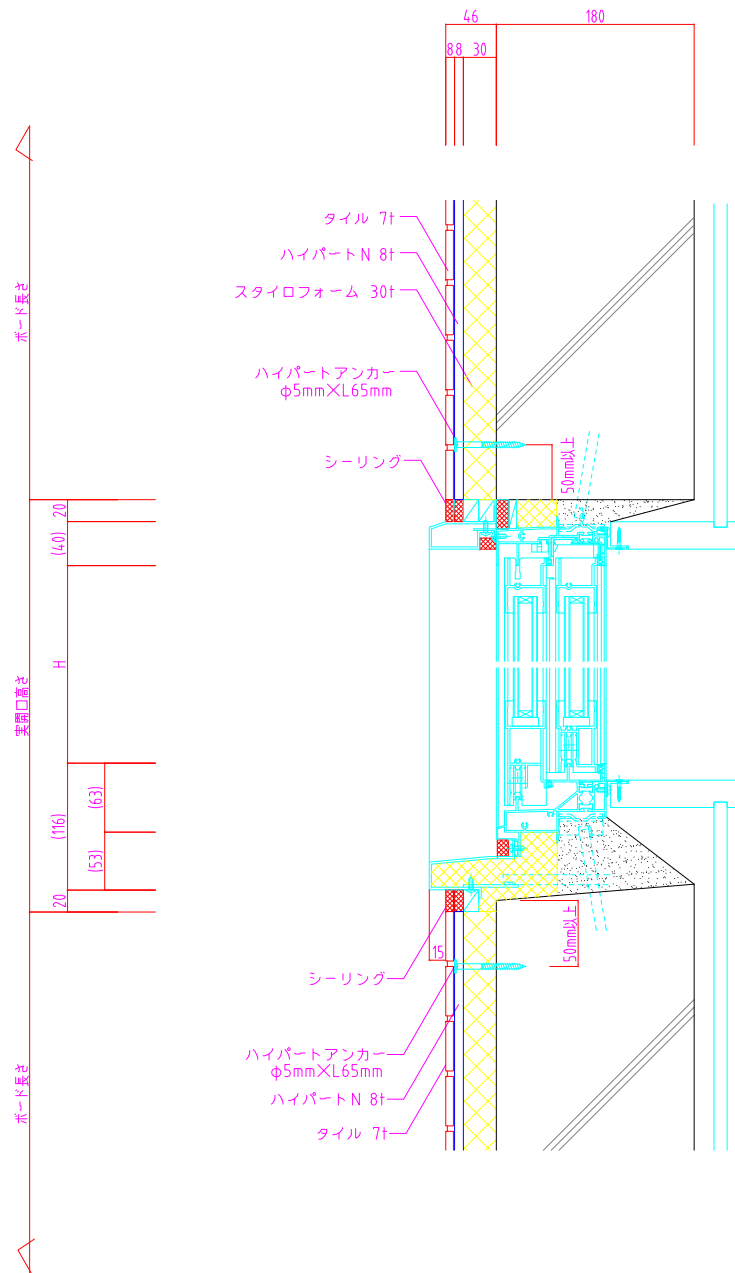 46
180
8
8
30
タイル 7t
ハイパートN 8t
スタイロフォーム 30t
ハイパートアンカー
φ5mm×L65mm
シーリング
50mm以上
ボード長さ
20
(40)
H
実開口高さ
(63)
(116)
(53)
20
15
50mm以上
シーリング
ハイパートアンカー
φ5mm×L65mm
ハイパートN 8t
タイル 7t
ボード長さ